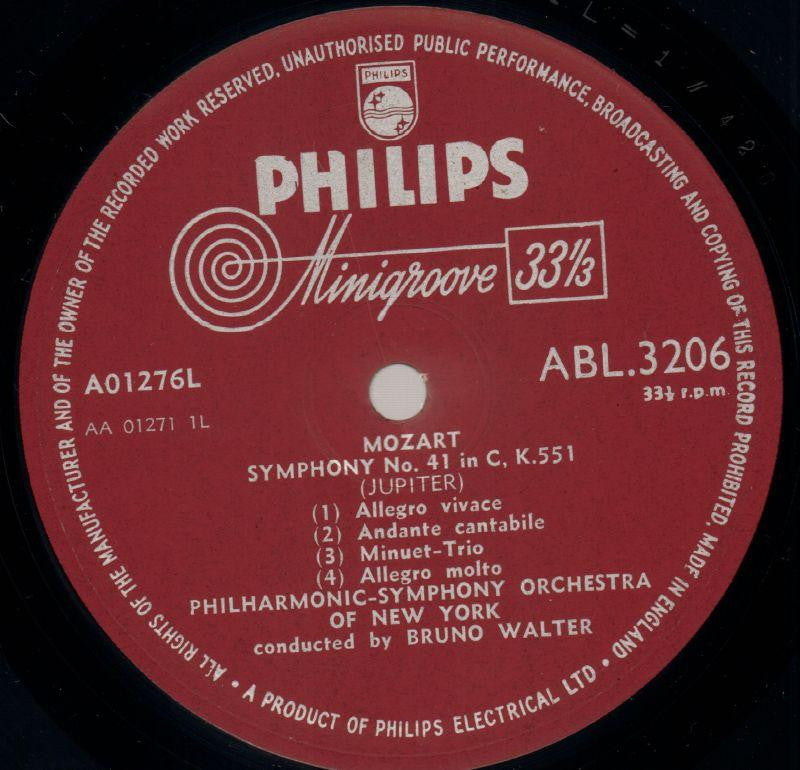 ALL RIGHTS OF THE MANUFACTURER AND OF THE OWNER OF THE RECORDED WORK RESERVED. UNAUTHORISED PUBLIC PERFORMANCE, BROADCASTING AND COPYING OF THIS RECORD PROHIBITED. MADE IN ENGLAND •
PHILIPS
PHILIPS
Minigroove 33⅓
A01276L
ABL.3206
AA 01271 1L
33⅓ r.p.m
MOZART
SYMPHONY No. 41 in C, K.551
(JUPITER)
(1) Allegro vivace
(2) Andante cantabile
(3) Minuet-Trio
(4) Allegro molto
PHILHARMONIC-SYMPHONY ORCHESTRA
OF NEW YORK
conducted by BRUNO WALTER
• A PRODUCT OF PHILIPS ELECTRICAL LTD •